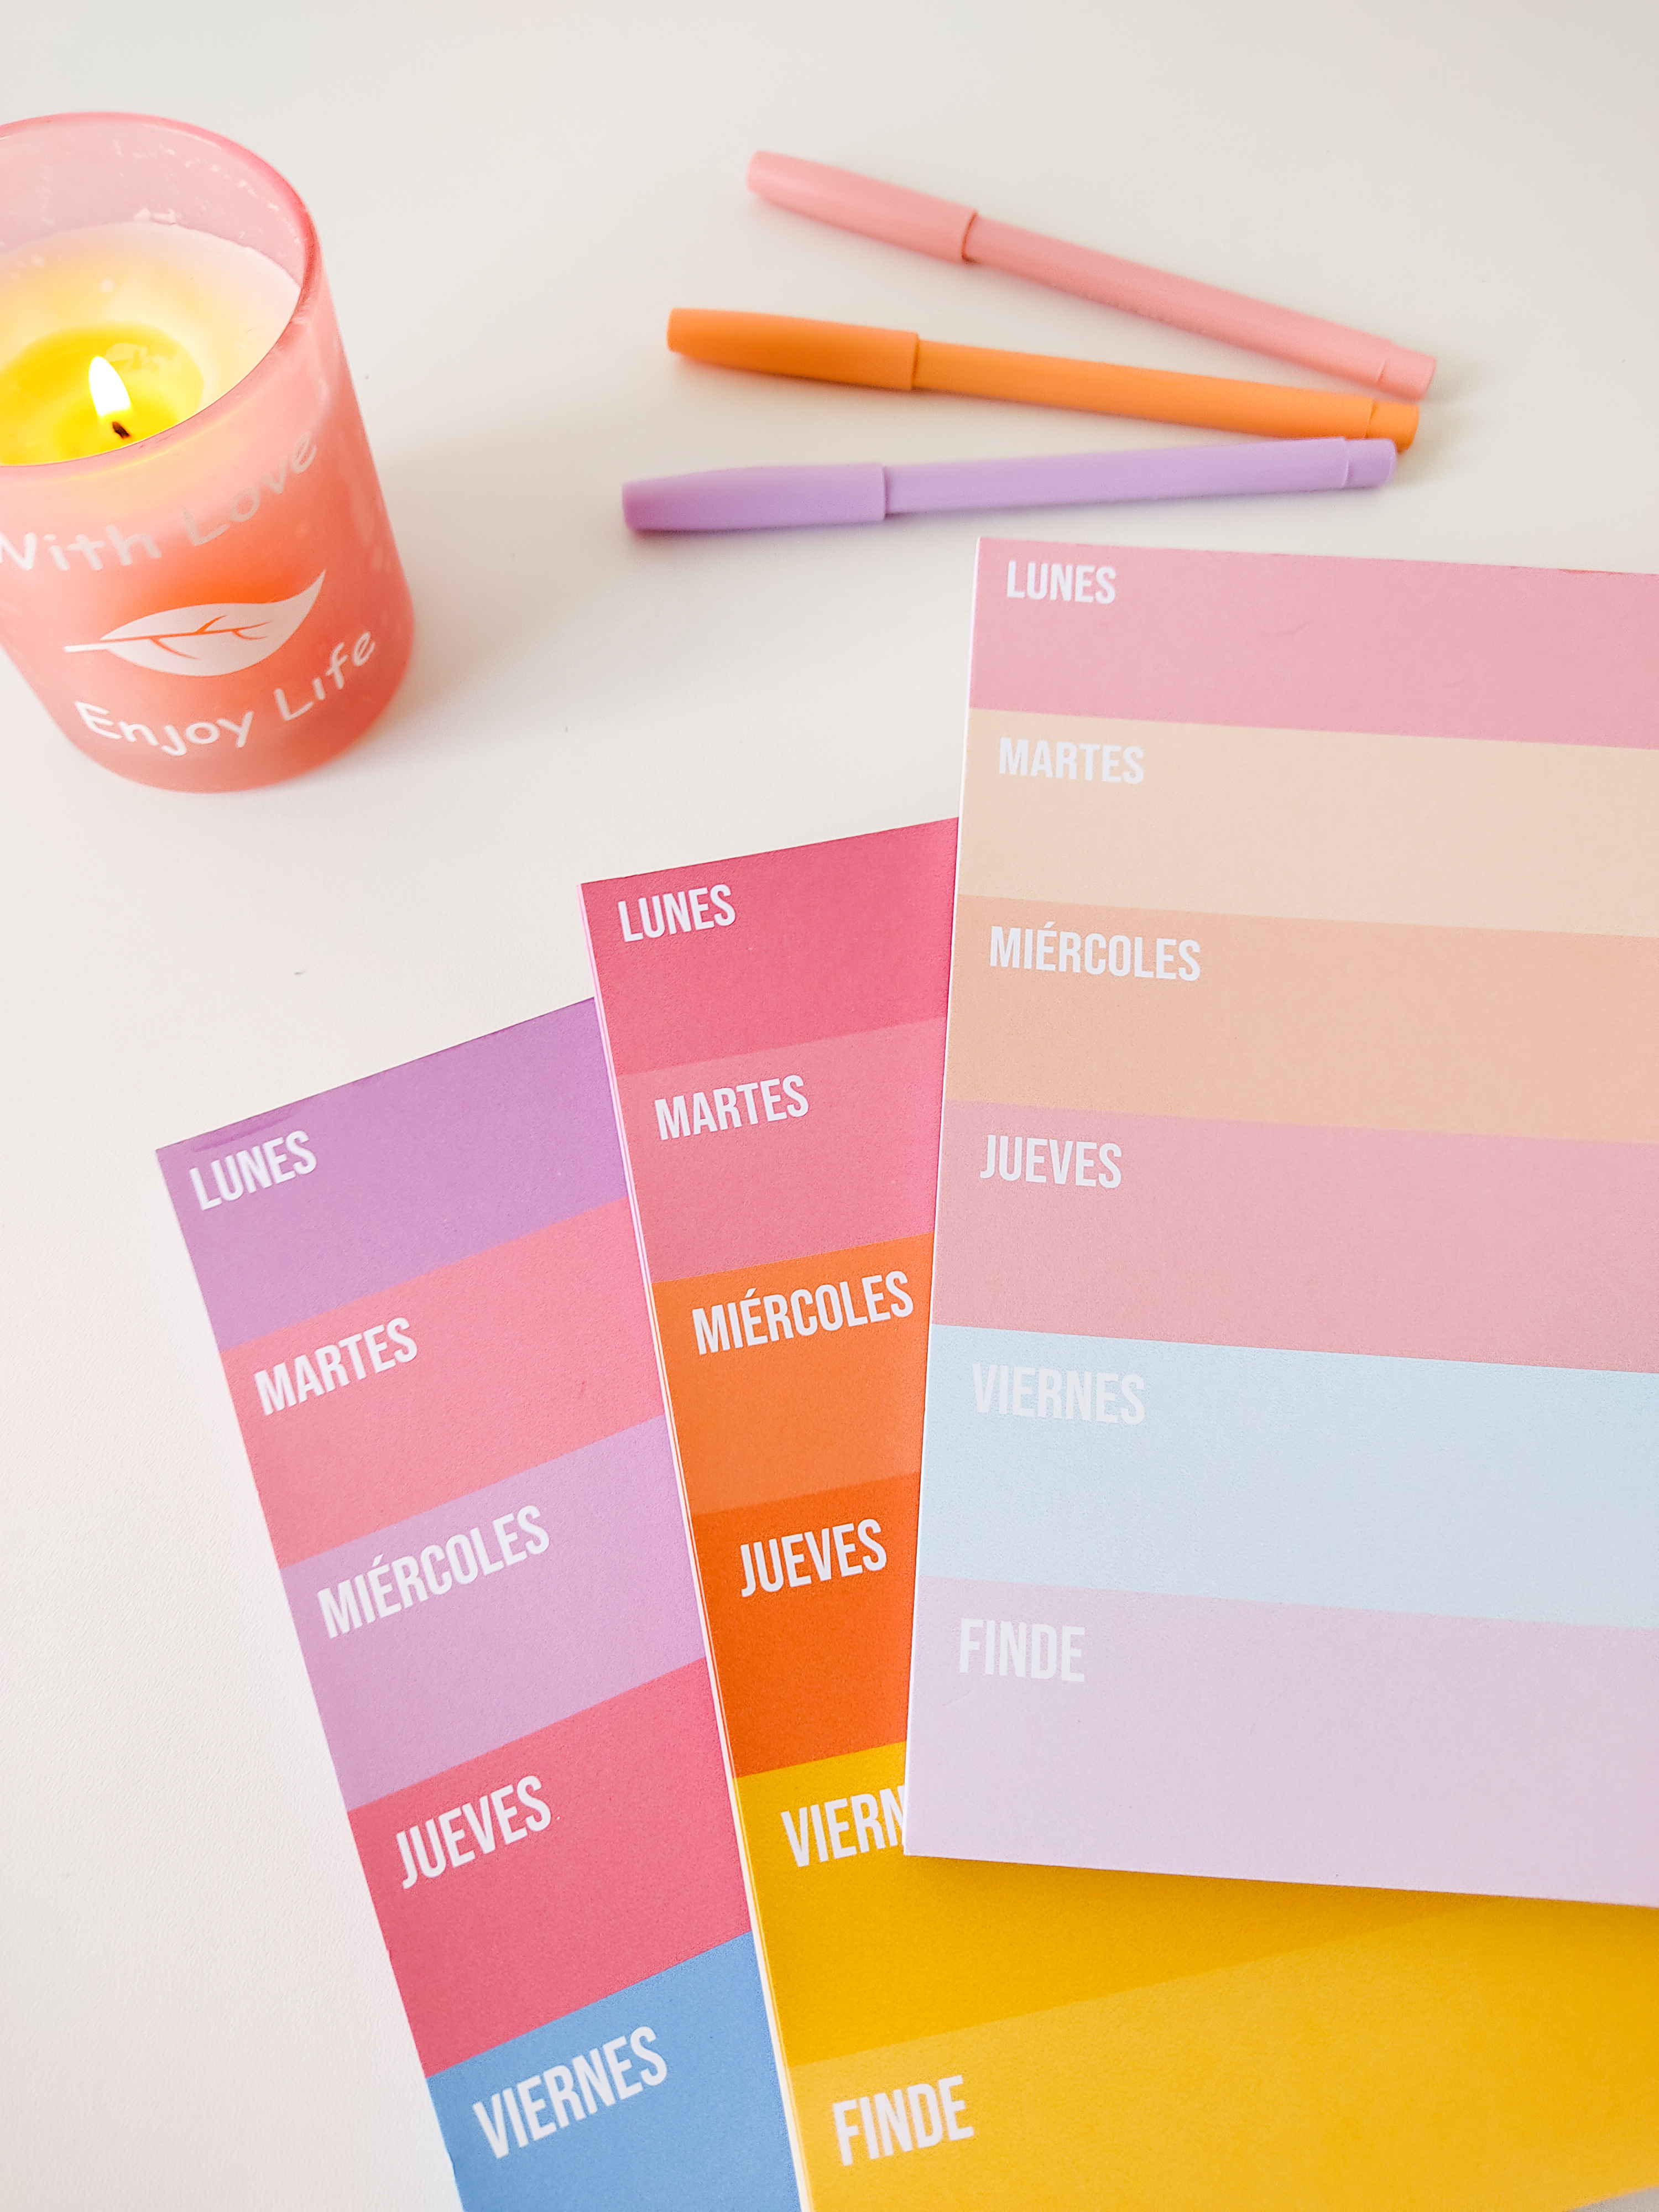 With Love
Enjoy Life
LUNES
MARTES
MIÉRCOLES
JUEVES
VIERNES
LUNES
MARTES
MIÉRCOLES
JUEVES
VIERN
FINDE
LUNES
MARTES
MIÉRCOLES
JUEVES
VIERNES
FINDE